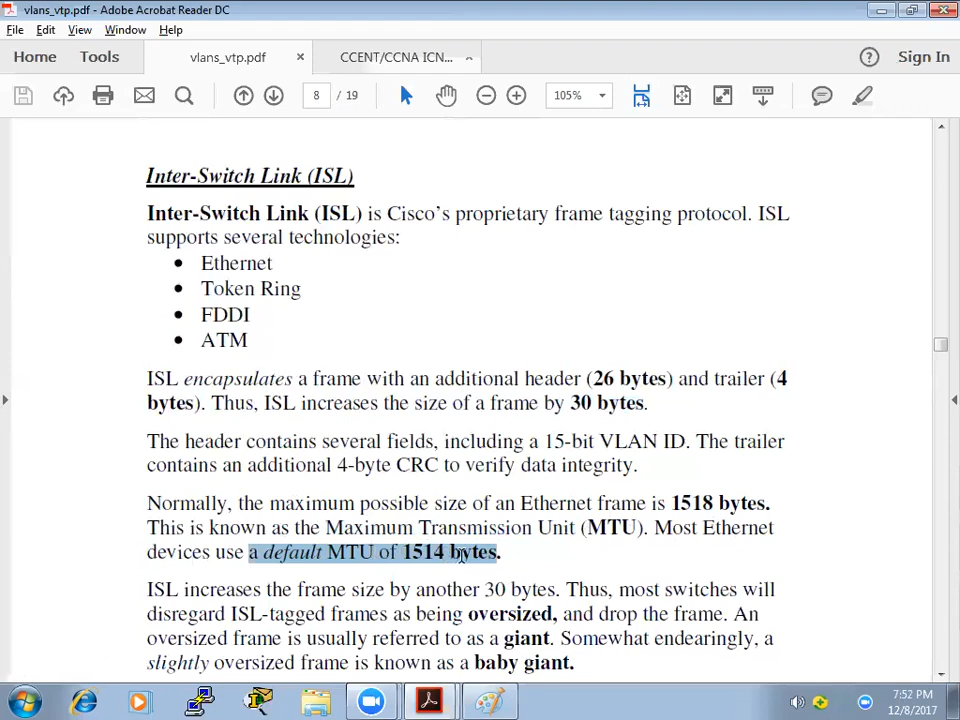 vlans_vtp.pdf - Adobe Acrobat Reader DC
File Edit View Window Help
Home Tools vlans_vtp.pdf × CCENT/CCNA ICN... Sign In
8 / 19 105%
Inter-Switch Link (ISL)
Inter-Switch Link (ISL) is Cisco’s proprietary frame tagging protocol. ISL
supports several technologies:
• Ethernet
• Token Ring
• FDDI
• ATM
ISL encapsulates a frame with an additional header (26 bytes) and trailer (4
bytes). Thus, ISL increases the size of a frame by 30 bytes.
The header contains several fields, including a 15-bit VLAN ID. The trailer
contains an additional 4-byte CRC to verify data integrity.
Normally, the maximum possible size of an Ethernet frame is 1518 bytes.
This is known as the Maximum Transmission Unit (MTU). Most Ethernet
devices use a default MTU of 1514 bytes.
ISL increases the frame size by another 30 bytes. Thus, most switches will
disregard ISL-tagged frames as being oversized, and drop the frame. An
oversized frame is usually referred to as a giant. Somewhat endearingly, a
slightly oversized frame is known as a baby giant.
7:52 PM
12/8/2017